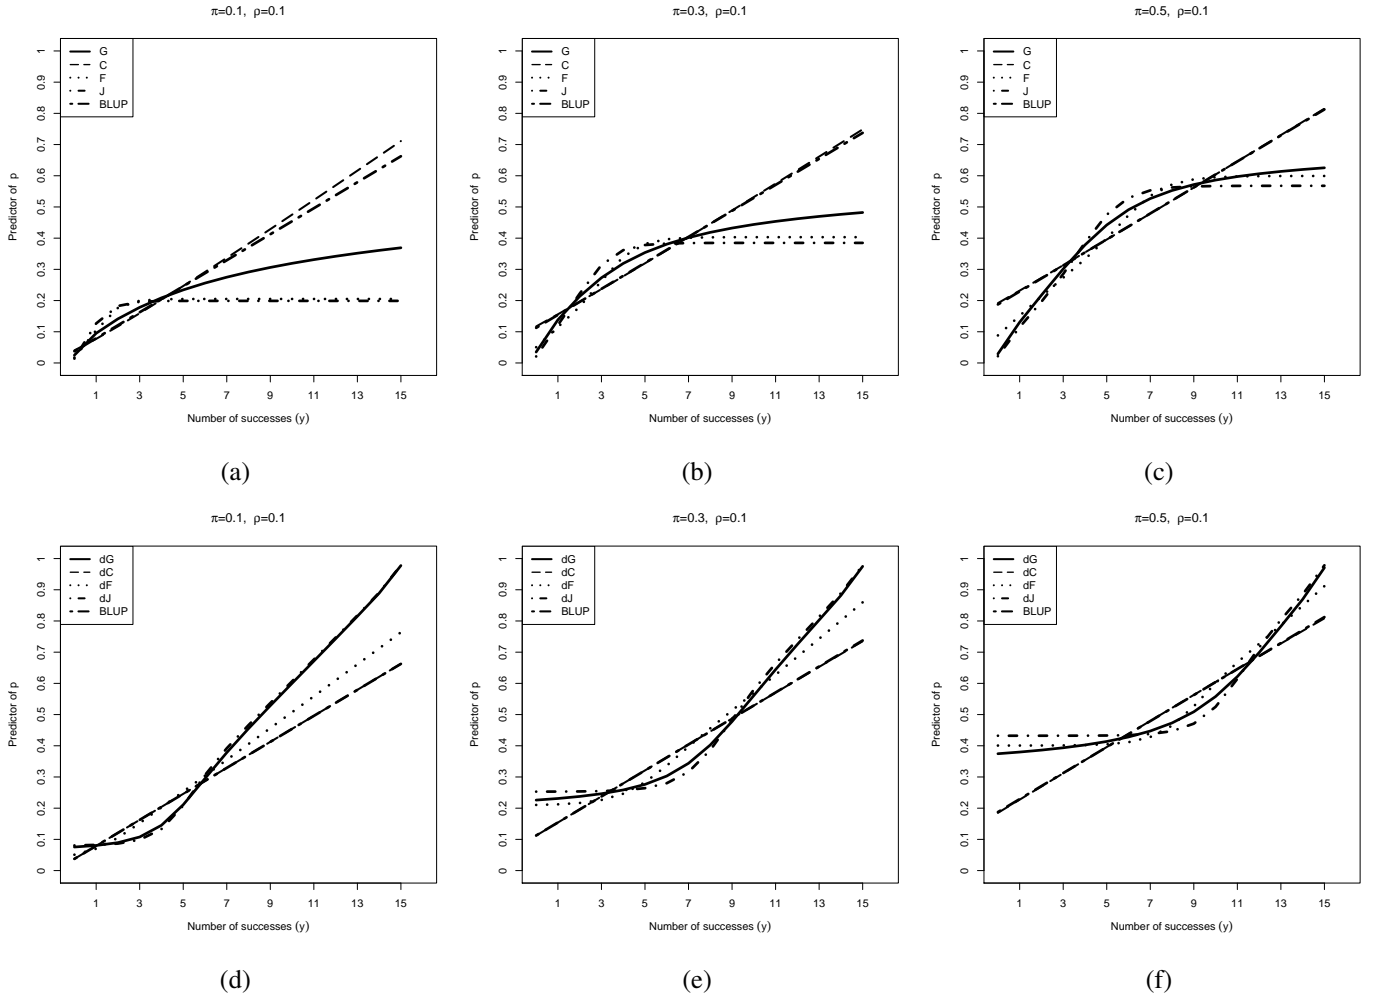 π=0.1, ρ=0.1
G
C
F
J
BLUP
Predictor of p
0
0.1
0.2
0.3
0.4
0.5
0.6
0.7
0.8
0.9
1
1 3 5 7 9 11 13 15
Number of successes (y)
(a)
π=0.3, ρ=0.1
G
C
F
J
BLUP
Predictor of p
0
0.1
0.2
0.3
0.4
0.5
0.6
0.7
0.8
0.9
1
1 3 5 7 9 11 13 15
Number of successes (y)
(b)
π=0.5, ρ=0.1
G
C
F
J
BLUP
Predictor of p
0
0.1
0.2
0.3
0.4
0.5
0.6
0.7
0.8
0.9
1
1 3 5 7 9 11 13 15
Number of successes (y)
(c)
π=0.1, ρ=0.1
dG
dC
dF
dJ
BLUP
Predictor of p
0
0.1
0.2
0.3
0.4
0.5
0.6
0.7
0.8
0.9
1
1 3 5 7 9 11 13 15
Number of successes (y)
(d)
π=0.3, ρ=0.1
dG
dC
dF
dJ
BLUP
Predictor of p
0
0.1
0.2
0.3
0.4
0.5
0.6
0.7
0.8
0.9
1
1 3 5 7 9 11 13 15
Number of successes (y)
(e)
π=0.5, ρ=0.1
dG
dC
dF
dJ
BLUP
Predictor of p
0
0.1
0.2
0.3
0.4
0.5
0.6
0.7
0.8
0.9
1
1 3 5 7 9 11 13 15
Number of successes (y)
(f)